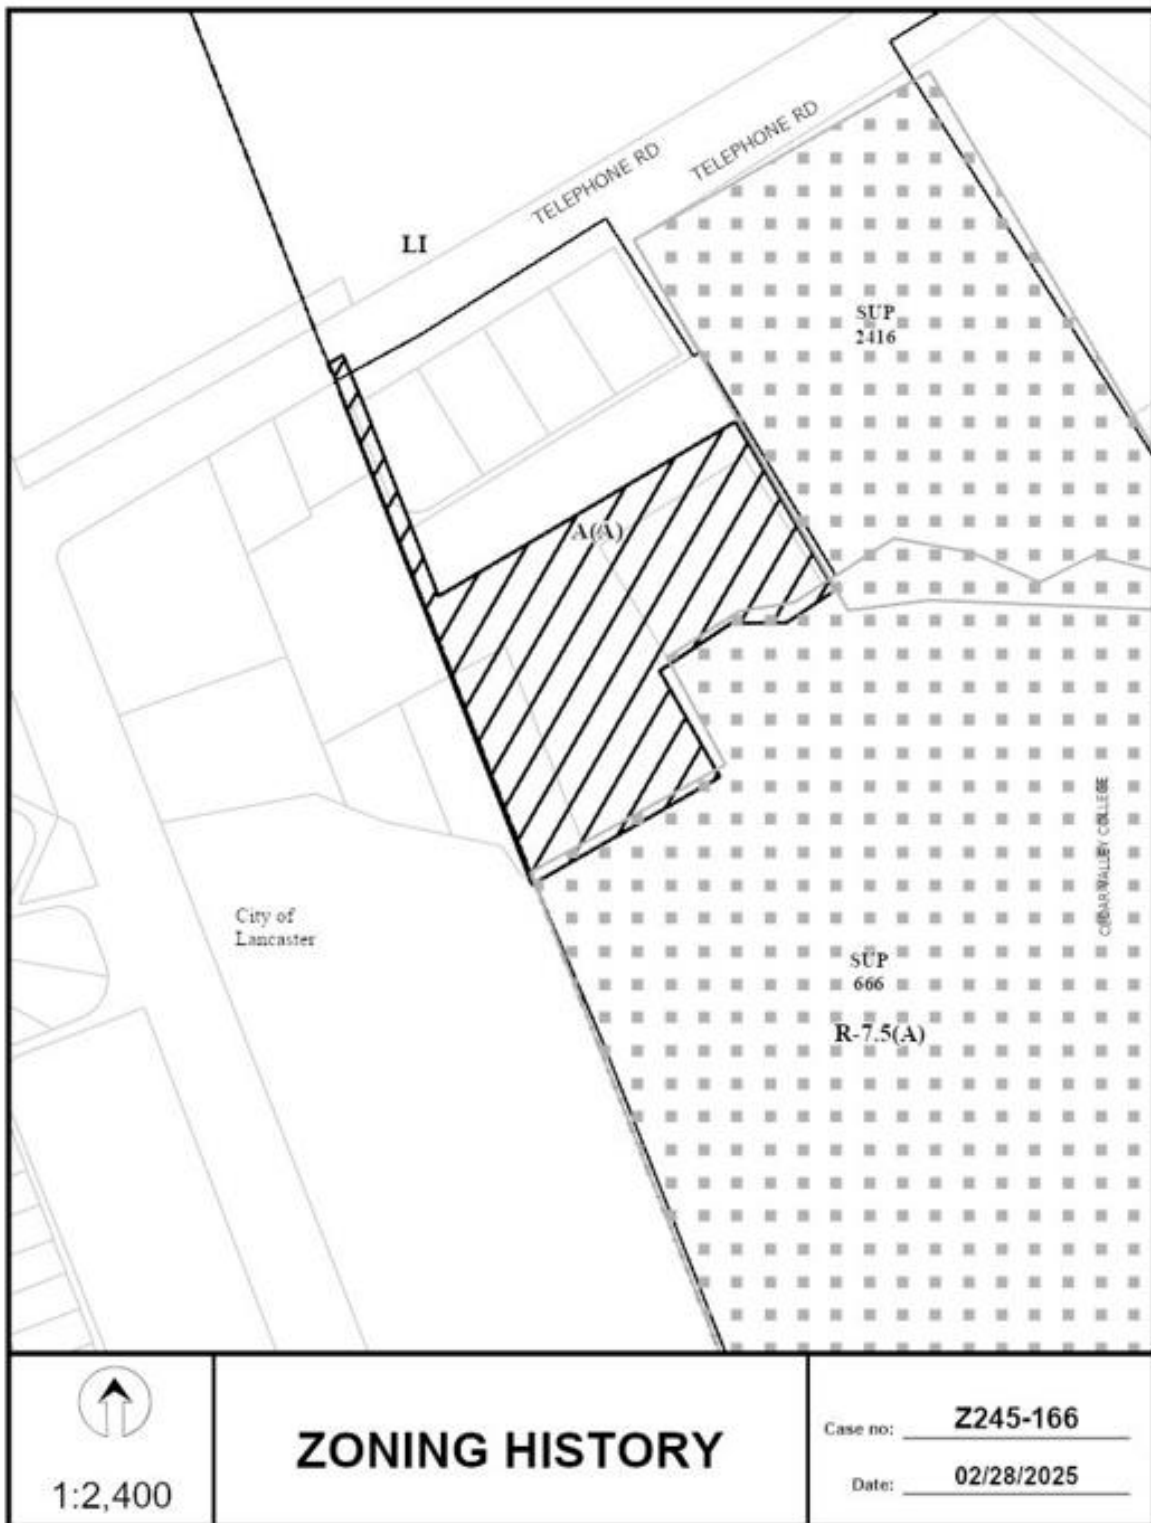 TELEPHONE RD
TELEPHONE RD
LI
SUP
2416
A(A)
CEDAR VALLEY COLLEGE
City of
Lancaster
SUP
666
R-7.5(A)
1:2,400
ZONING HISTORY
Case no: Z245-166
Date: 02/28/2025